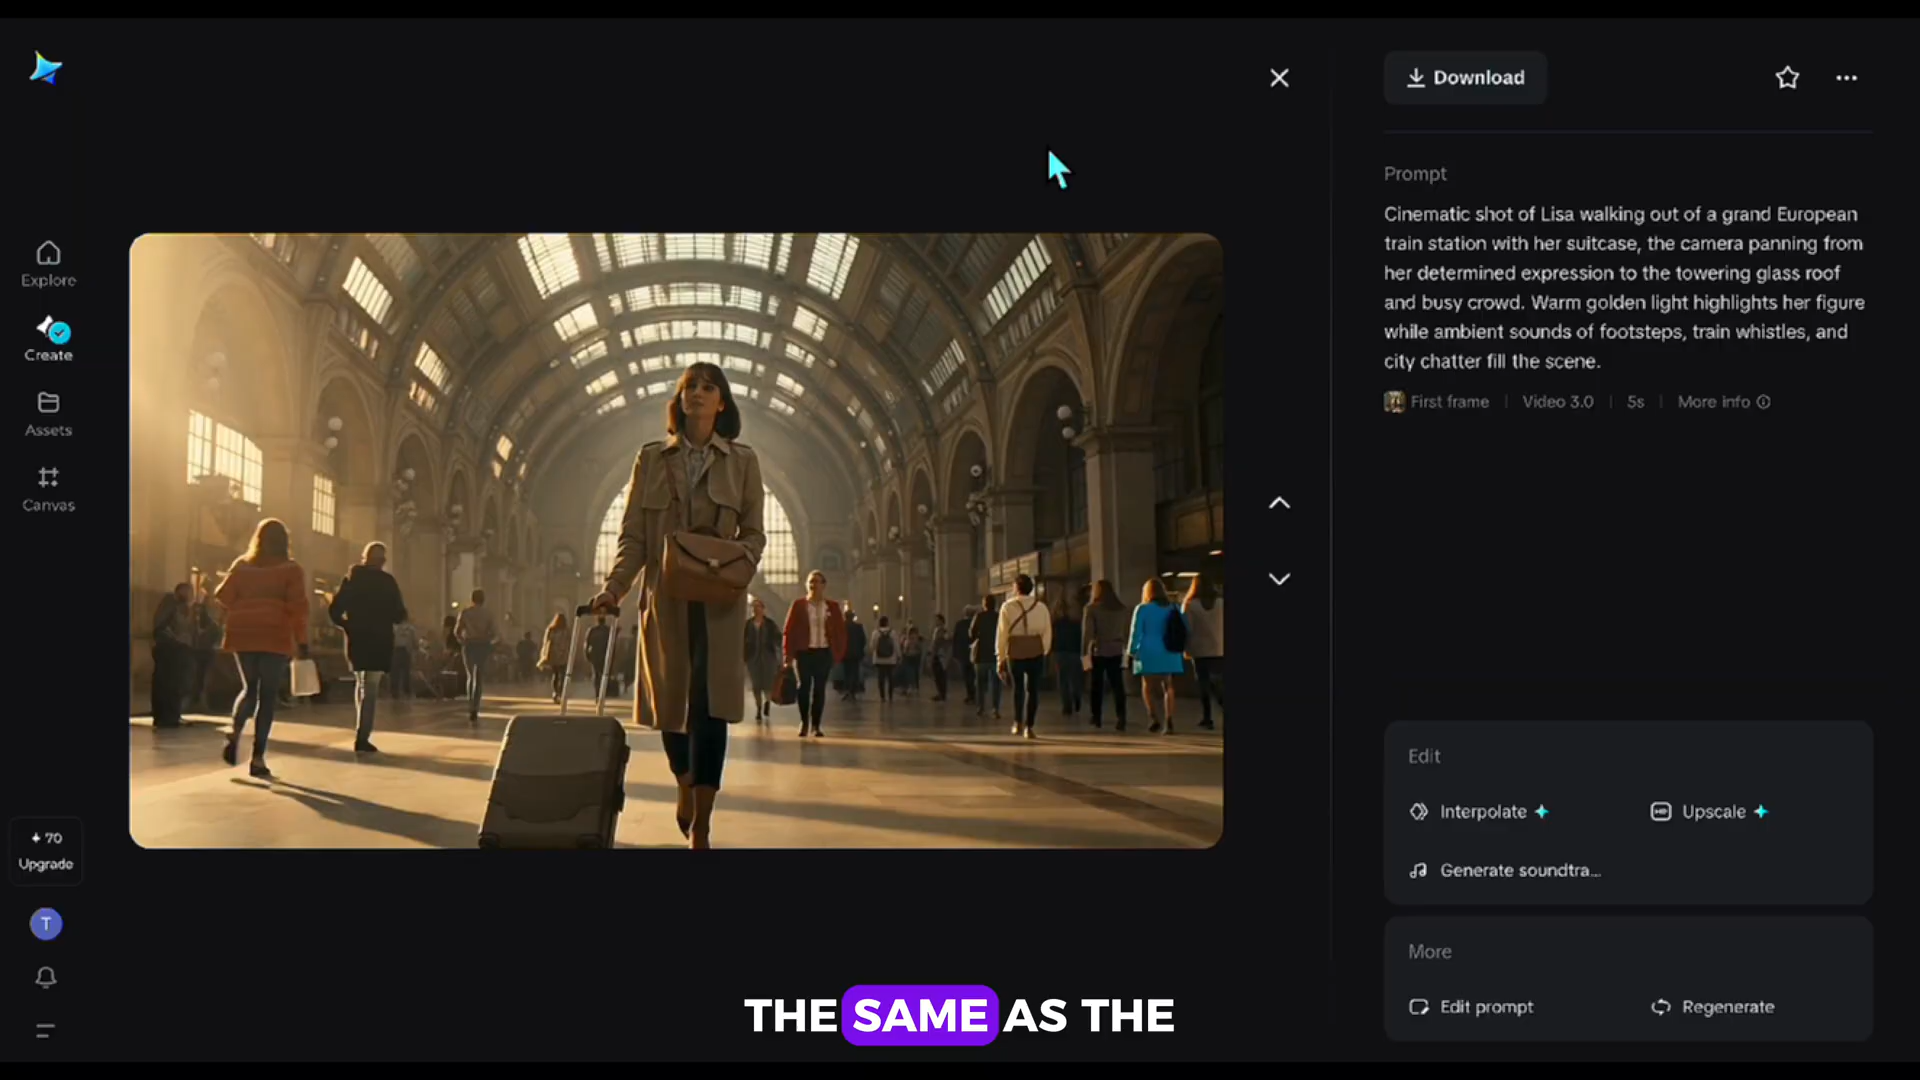 Download
Explore
Create
Assets
Canvas
70
Upgrade
T
Prompt
Cinematic shot of Lisa walking out of a grand European
train station with her suitcase, the camera panning from
her determined expression to the towering glass roof
and busy crowd. Warm golden light highlights her figure
while ambient sounds of footsteps, train whistles, and
city chatter fill the scene.
First frame | Video 3.0 | 5s | More info
Edit
Interpolate
Upscale
Generate soundtra...
More
Edit prompt
Regenerate
THE SAME AS THE